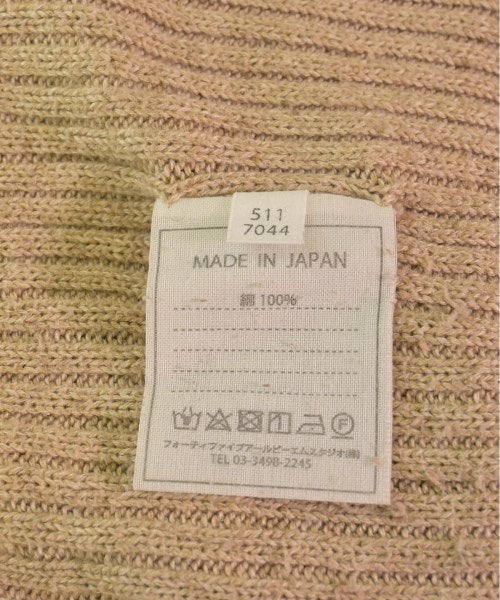 511
7044
MADE IN JAPAN
綿 100%
-
フォーティファイブアールピーエムスタジオ(株)
TEL 03-3498-2245